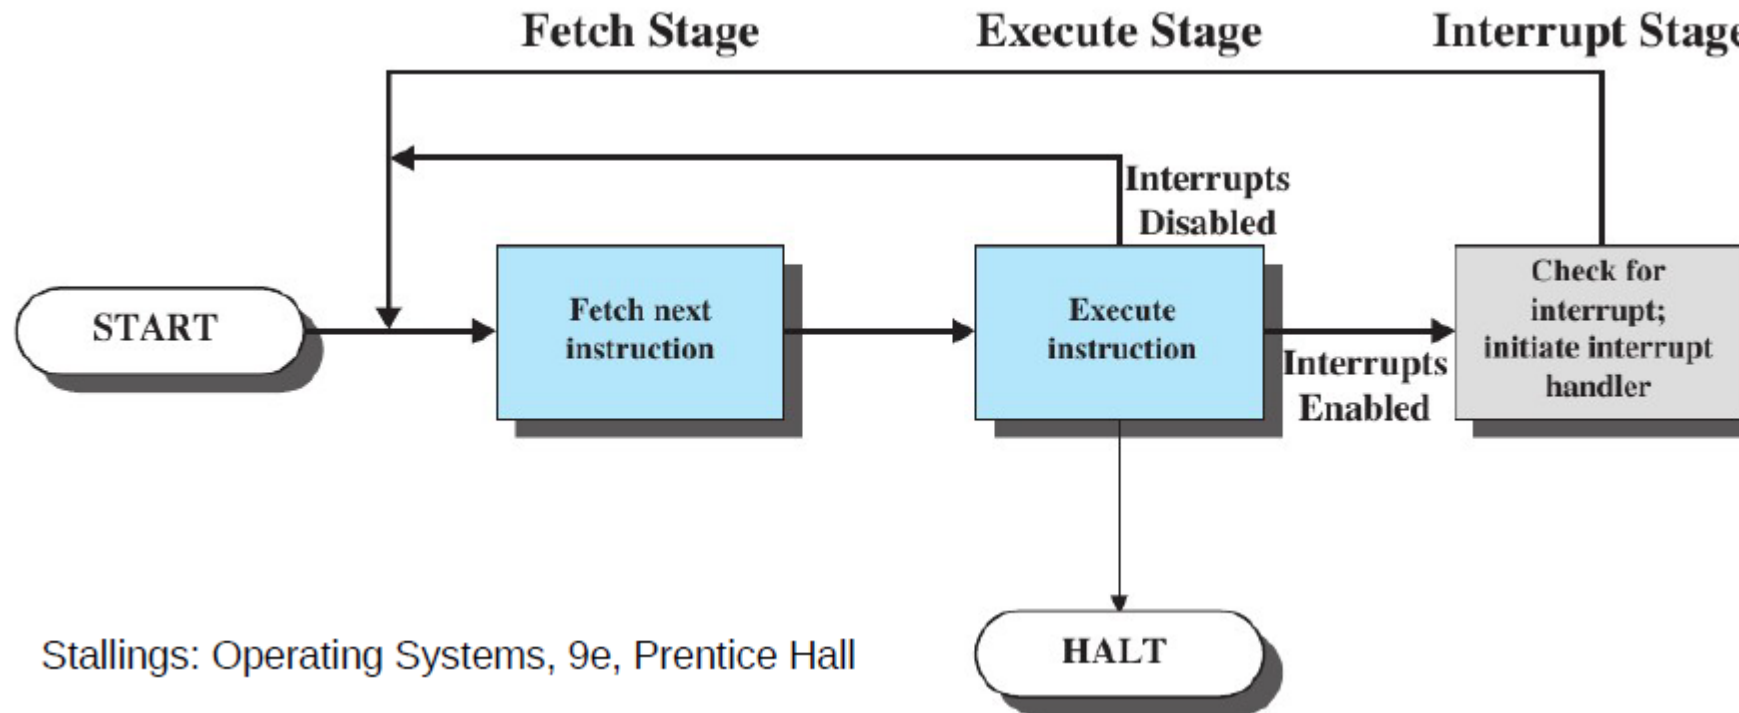 Fetch Stage
Execute Stage
Interrupt Stage
Interrupts
Disabled
START
Fetch next
instruction
Execute
instruction
Interrupts
Enabled
Check for
interrupt;
initiate interrupt
handler
HALT
Stallings: Operating Systems, 9e, Prentice Hall